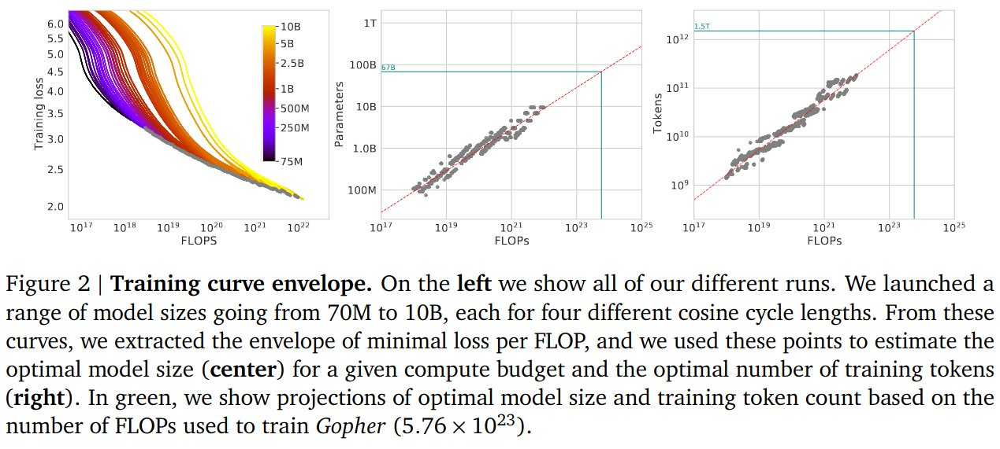 6.0
5.5
5.0
4.5
4.0
3.5
3.0
2.5
2.0
Training loss
10^17 10^18 10^19 10^20 10^21 10^22
FLOPS
10B
5B
2.5B
1B
500M
250M
75M
1T
100B
10B
1.0B
100M
Parameters
67B
10^17 10^19 10^21 10^23 10^25
FLOPs
10^12
10^11
10^10
10^9
Tokens
1.5T
10^17 10^19 10^21 10^23 10^25
FLOPs
Figure 2 | Training curve envelope. On the left we show all of our different runs. We launched a
range of model sizes going from 70M to 10B, each for four different cosine cycle lengths. From these
curves, we extracted the envelope of minimal loss per FLOP, and we used these points to estimate the
optimal model size (center) for a given compute budget and the optimal number of training tokens
(right). In green, we show projections of optimal model size and training token count based on the
number of FLOPs used to train Gopher (5.76 × 10^23).